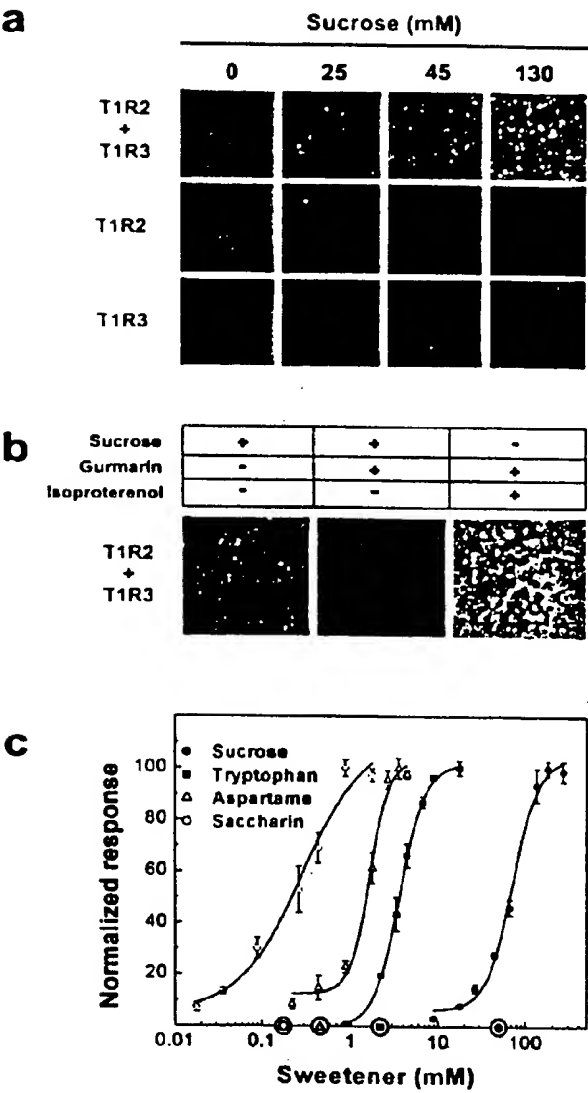 a
Sucrose (mM)
0 25 45 130
T1R2
+
T1R3
T1R2
T1R3
b
Sucrose + + -
Gurmarin - + +
Isoproterenol - - +
T1R2
+
T1R3
c
Normalized response
100
80
60
40
20
Sucrose
Tryptophan
Aspartame
Saccharin
0.01 0.1 1 10 100
Sweetener (mM)